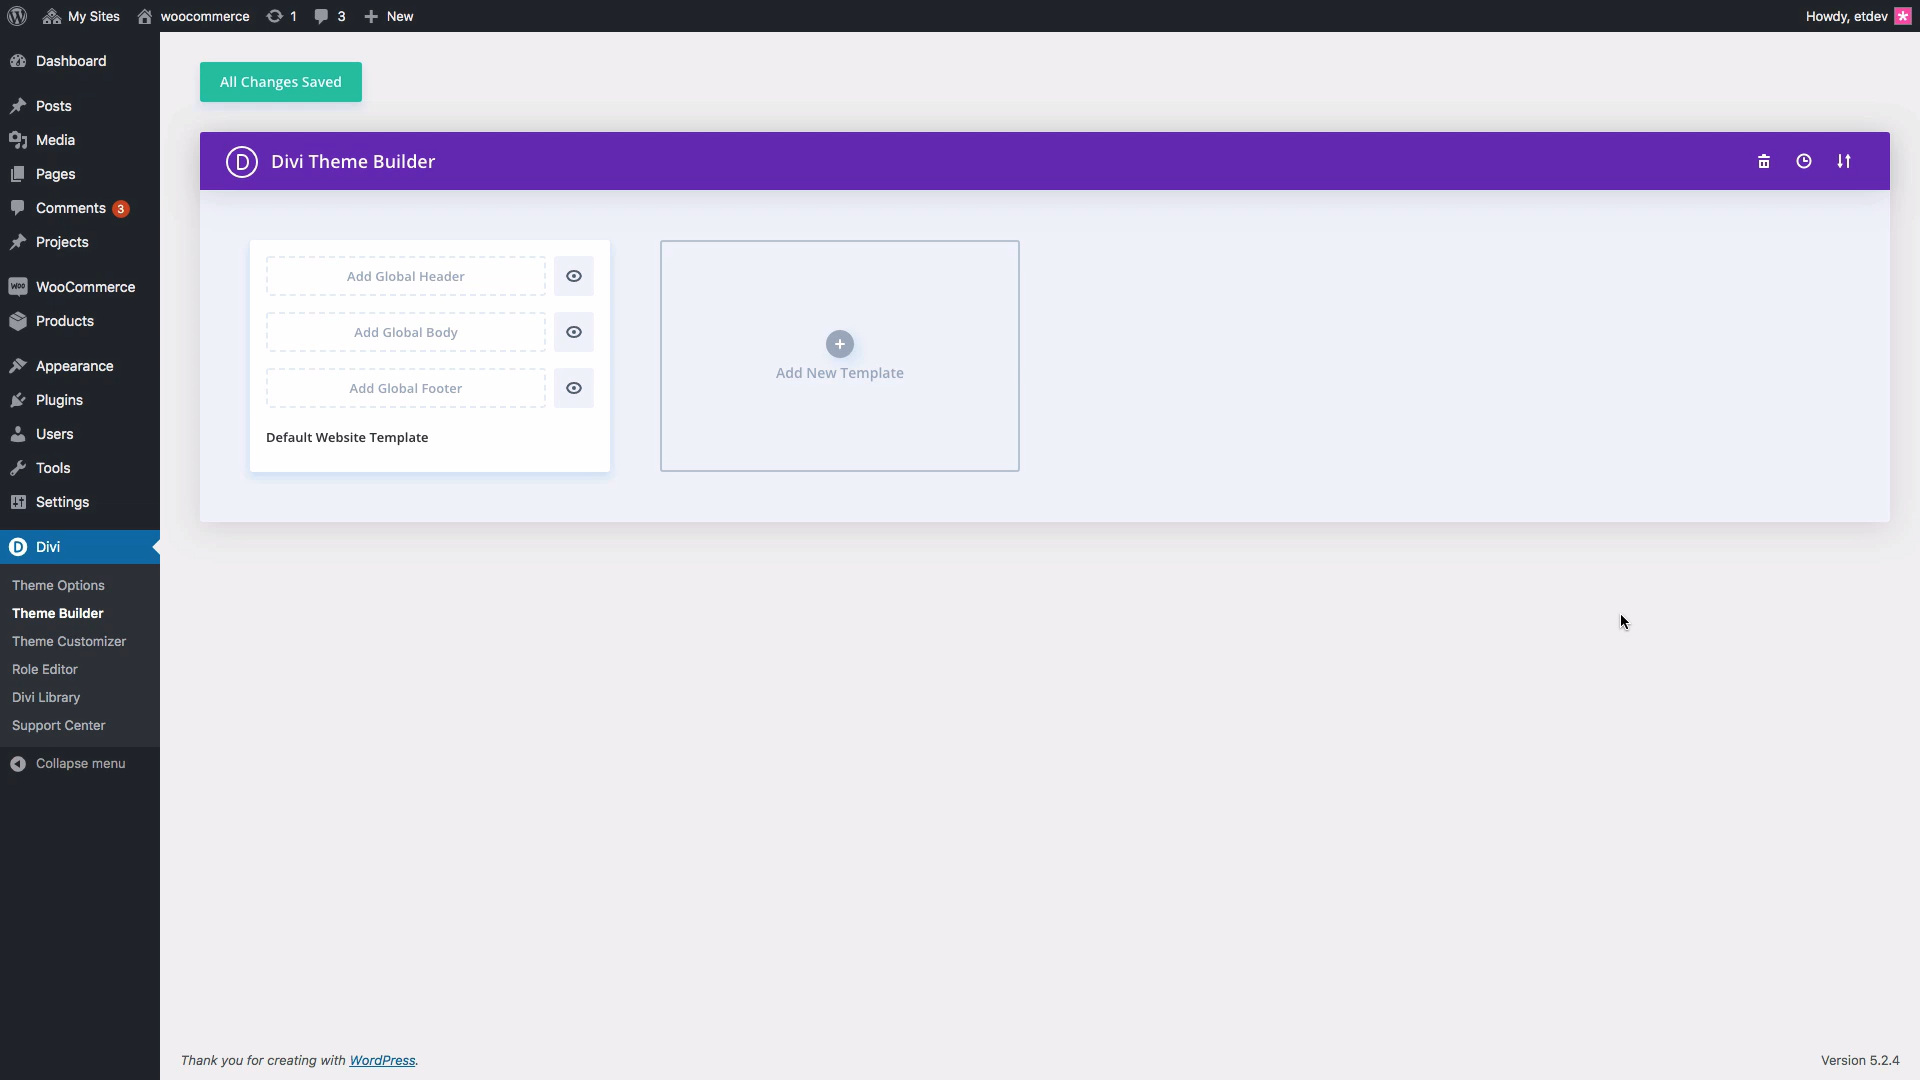 My Sites woocommerce 1 3 New Howdy, etdev
Dashboard
Posts
Media
Pages
Comments 3
Projects
WooCommerce
Products
Appearance
Plugins
Users
Tools
Settings
Divi
Theme Options
Theme Builder
Theme Customizer
Role Editor
Divi Library
Support Center
Collapse menu
All Changes Saved
D Divi Theme Builder
Add Global Header
Add Global Body
Add Global Footer
Default Website Template
+
Add New Template
Thank you for creating with WordPress.
Version 5.2.4